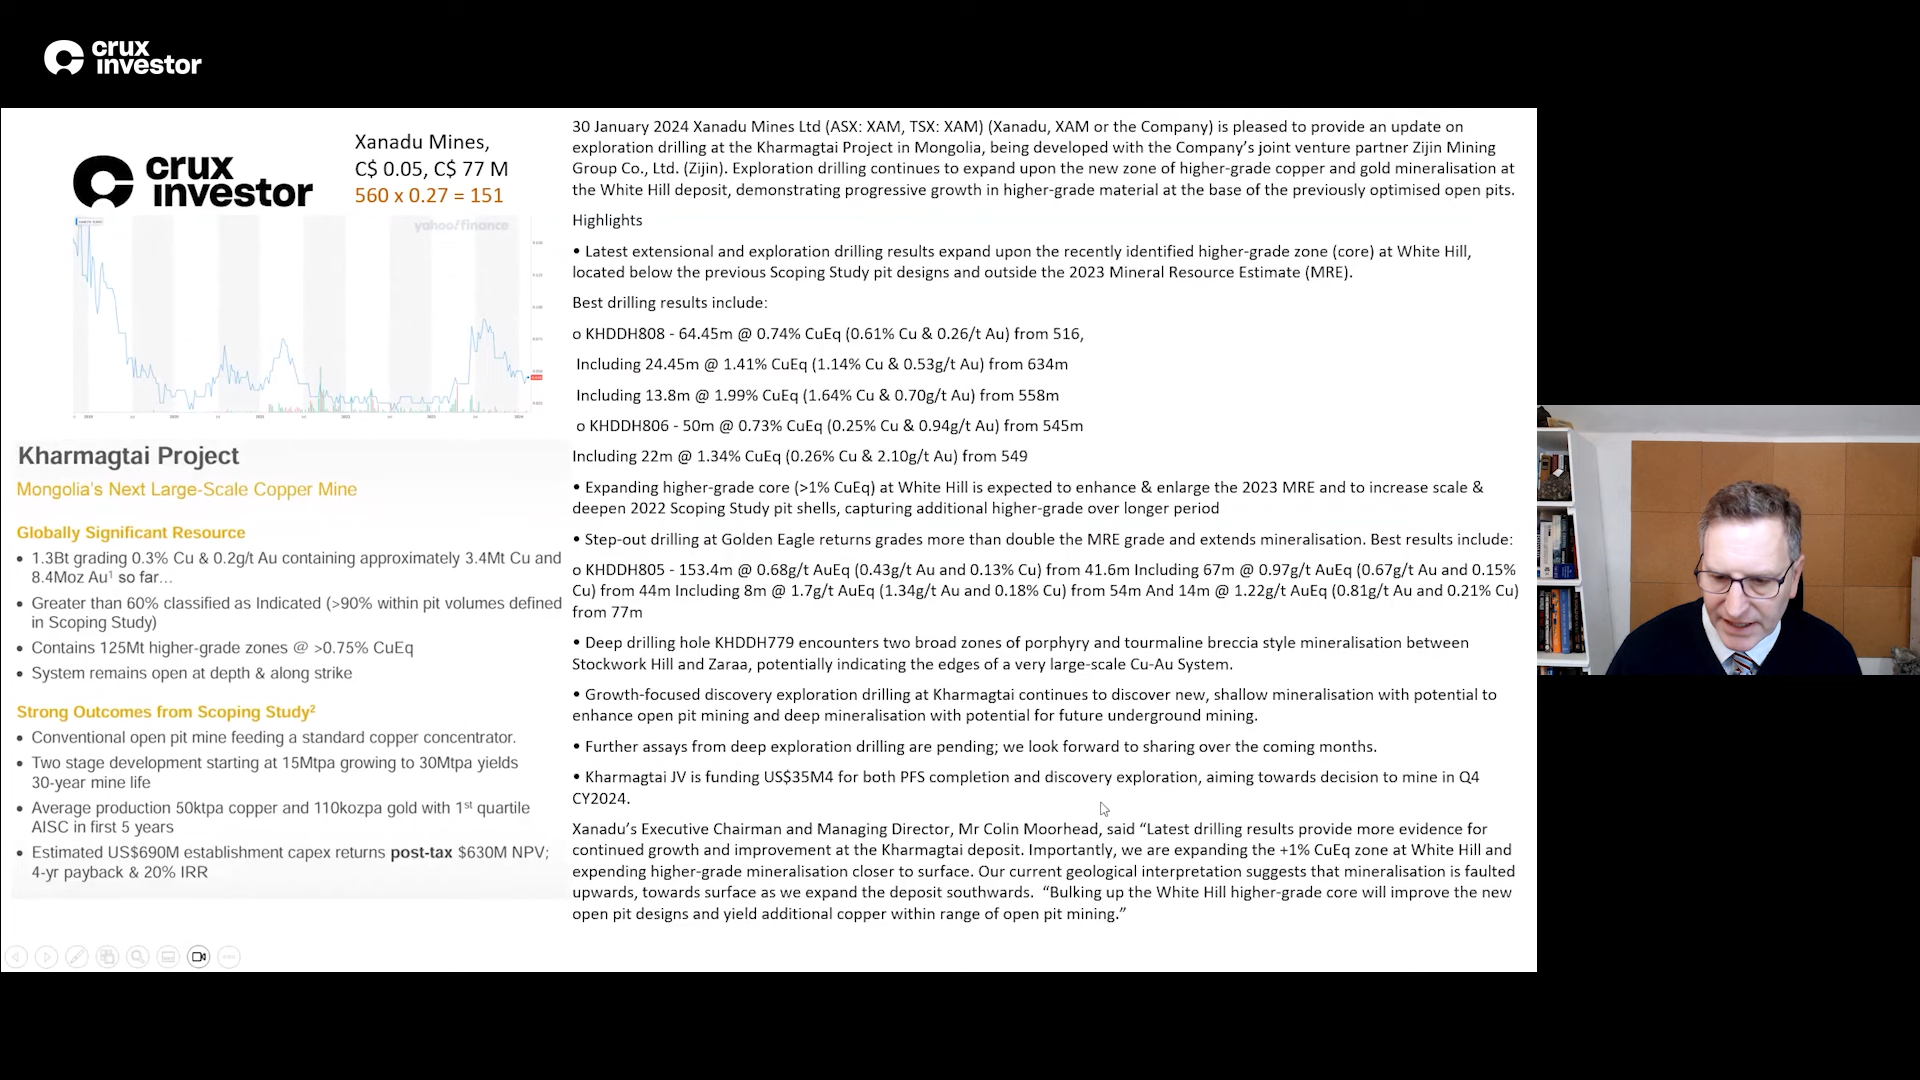 crux
investor
crux
investor
Xanadu Mines,
C$ 0.05, C$ 77 M
560 x 0.27 = 151
yahoo!finance
Kharmagtai Project
Mongolia's Next Large-Scale Copper Mine
Globally Significant Resource
• 1.3Bt grading 0.3% Cu & 0.2g/t Au containing approximately 3.4Mt Cu and
8.4Moz Au¹ so far…
• Greater than 60% classified as Indicated (>90% within pit volumes defined
in Scoping Study)
• Contains 125Mt higher-grade zones @ >0.75% CuEq
• System remains open at depth & along strike
Strong Outcomes from Scoping Study²
• Conventional open pit mine feeding a standard copper concentrator.
• Two stage development starting at 15Mtpa growing to 30Mtpa yields
30-year mine life
• Average production 50ktpa copper and 110kozpa gold with 1st quartile
AISC in first 5 years
• Estimated US$690M establishment capex returns post-tax $630M NPV;
4-yr payback & 20% IRR
30 January 2024 Xanadu Mines Ltd (ASX: XAM, TSX: XAM) (Xanadu, XAM or the Company) is pleased to provide an update on
exploration drilling at the Kharmagtai Project in Mongolia, being developed with the Company's joint venture partner Zijin Mining
Group Co., Ltd. (Zijin). Exploration drilling continues to expand upon the new zone of higher-grade copper and gold mineralisation at
the White Hill deposit, demonstrating progressive growth in higher-grade material at the base of the previously optimised open pits.
Highlights
• Latest extensional and exploration drilling results expand upon the recently identified higher-grade zone (core) at White Hill,
located below the previous Scoping Study pit designs and outside the 2023 Mineral Resource Estimate (MRE).
Best drilling results include:
o KHDDH808 - 64.45m @ 0.74% CuEq (0.61% Cu & 0.26/t Au) from 516,
Including 24.45m @ 1.41% CuEq (1.14% Cu & 0.53g/t Au) from 634m
Including 13.8m @ 1.99% CuEq (1.64% Cu & 0.70g/t Au) from 558m
o KHDDH806 - 50m @ 0.73% CuEq (0.25% Cu & 0.94g/t Au) from 545m
Including 22m @ 1.34% CuEq (0.26% Cu & 2.10g/t Au) from 549
• Expanding higher-grade core (>1% CuEq) at White Hill is expected to enhance & enlarge the 2023 MRE and to increase scale &
deepen 2022 Scoping Study pit shells, capturing additional higher-grade over longer period
• Step-out drilling at Golden Eagle returns grades more than double the MRE grade and extends mineralisation. Best results include:
o KHDDH805 - 153.4m @ 0.68g/t AuEq (0.43g/t Au and 0.13% Cu) from 41.6m Including 67m @ 0.97g/t AuEq (0.67g/t Au and 0.15%
Cu) from 44m Including 8m @ 1.7g/t AuEq (1.34g/t Au and 0.18% Cu) from 54m And 14m @ 1.22g/t AuEq (0.81g/t Au and 0.21% Cu)
from 77m
• Deep drilling hole KHDDH779 encounters two broad zones of porphyry and tourmaline breccia style mineralisation between
Stockwork Hill and Zaraa, potentially indicating the edges of a very large-scale Cu-Au System.
• Growth-focused discovery exploration drilling at Kharmagtai continues to discover new, shallow mineralisation with potential to
enhance open pit mining and deep mineralisation with potential for future underground mining.
• Further assays from deep exploration drilling are pending; we look forward to sharing over the coming months.
• Kharmagtai JV is funding US$35M4 for both PFS completion and discovery exploration, aiming towards decision to mine in Q4
CY2024.
Xanadu's Executive Chairman and Managing Director, Mr Colin Moorhead, said “Latest drilling results provide more evidence for
continued growth and improvement at the Kharmagtai deposit. Importantly, we are expanding the +1% CuEq zone at White Hill and
expending higher-grade mineralisation closer to surface. Our current geological interpretation suggests that mineralisation is faulted
upwards, towards surface as we expand the deposit southwards. “Bulking up the White Hill higher-grade core will improve the new
open pit designs and yield additional copper within range of open pit mining.”